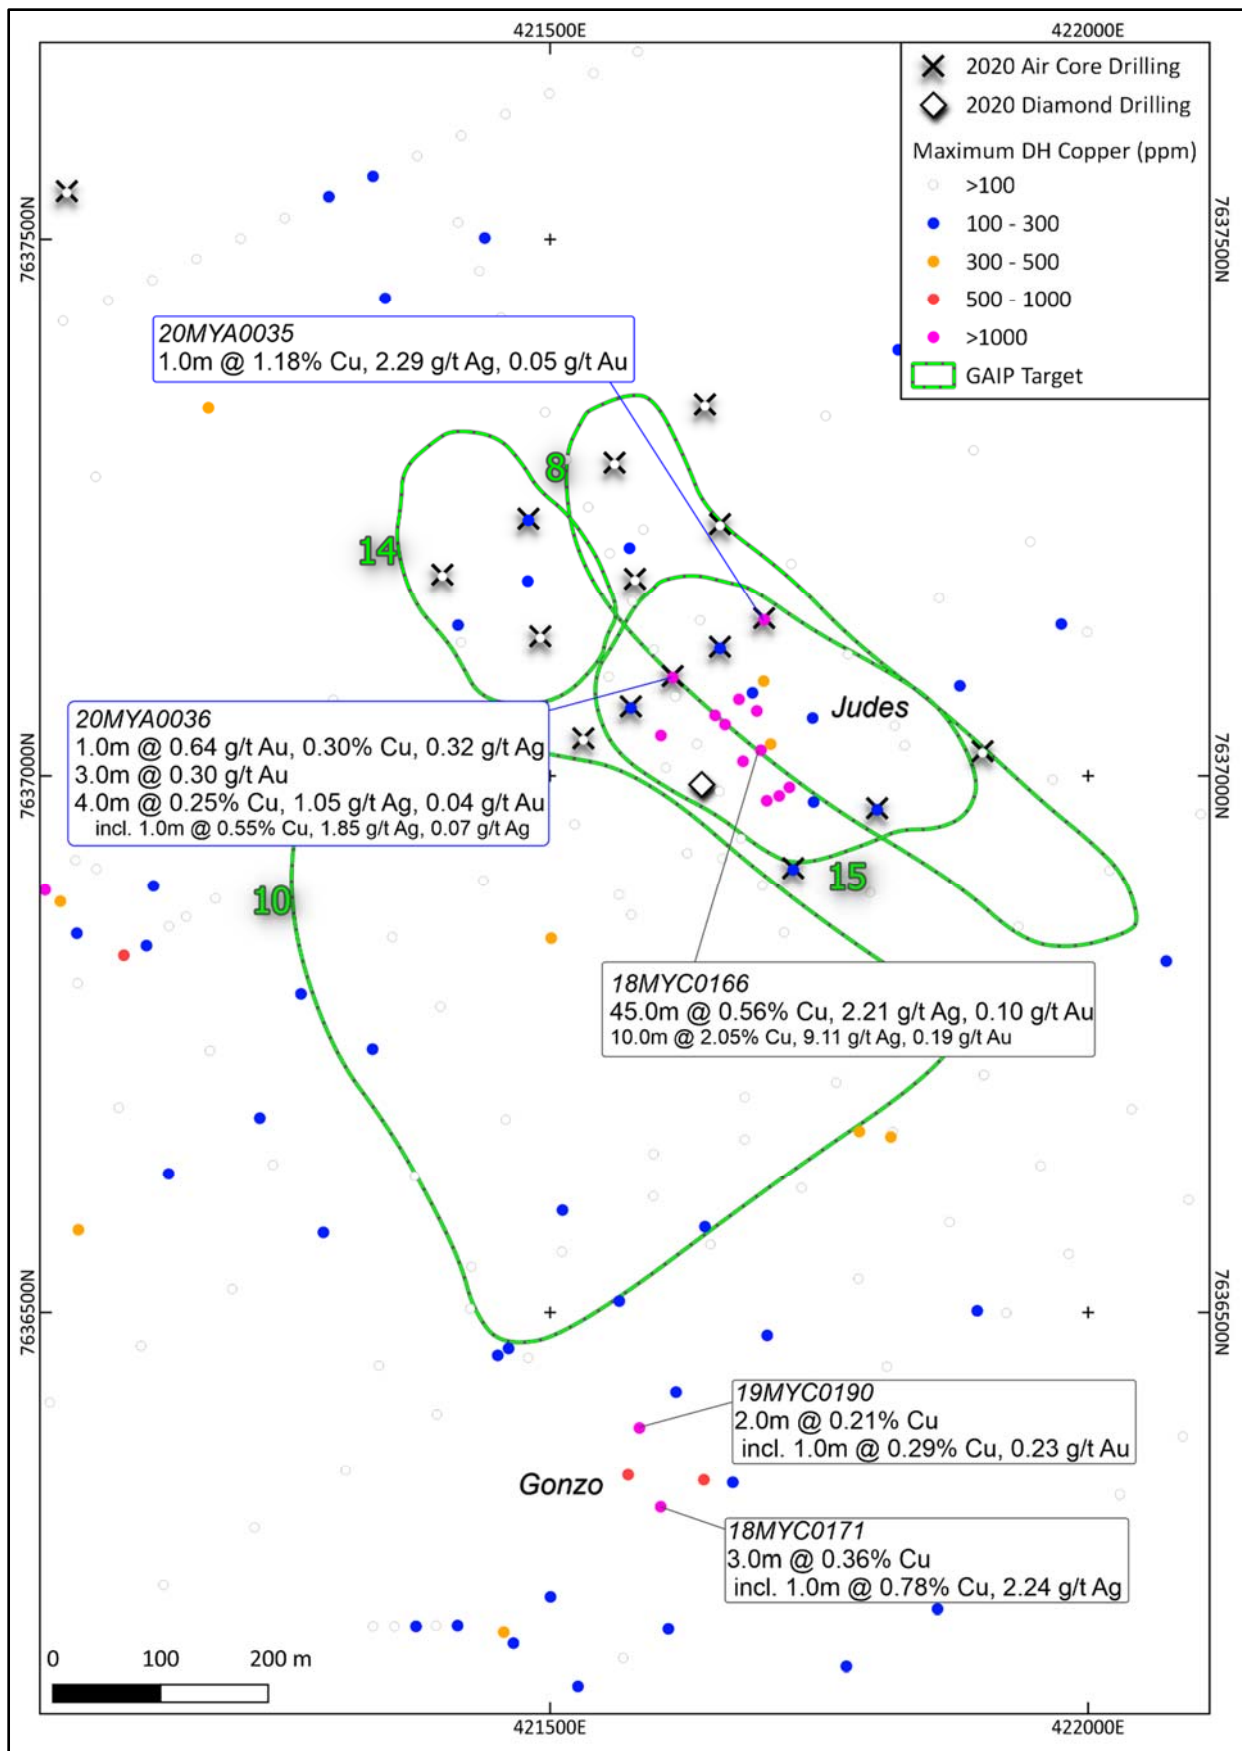 421500E
422000E
2020 Air Core Drilling
2020 Diamond Drilling
Maximum DH Copper (ppm)
>100
100 - 300
300 - 500
500 - 1000
>1000
GAIP Target
7637500N
7637500N
20MYA0035
1.0m @ 1.18% Cu, 2.29 g/t Ag, 0.05 g/t Au
8
14
Judes
20MYA0036
1.0m @ 0.64 g/t Au, 0.30% Cu, 0.32 g/t Ag
3.0m @ 0.30 g/t Au
4.0m @ 0.25% Cu, 1.05 g/t Ag, 0.04 g/t Au
incl. 1.0m @ 0.55% Cu, 1.85 g/t Ag, 0.07 g/t Ag
7637000N
7637000N
15
10
18MYC0166
45.0m @ 0.56% Cu, 2.21 g/t Ag, 0.10 g/t Au
10.0m @ 2.05% Cu, 9.11 g/t Ag, 0.19 g/t Au
7636500N
7636500N
19MYC0190
2.0m @ 0.21% Cu
incl. 1.0m @ 0.29% Cu, 0.23 g/t Au
Gonzo
18MYC0171
3.0m @ 0.36% Cu
incl. 1.0m @ 0.78% Cu, 2.24 g/t Ag
0 100 200 m
421500E
422000E